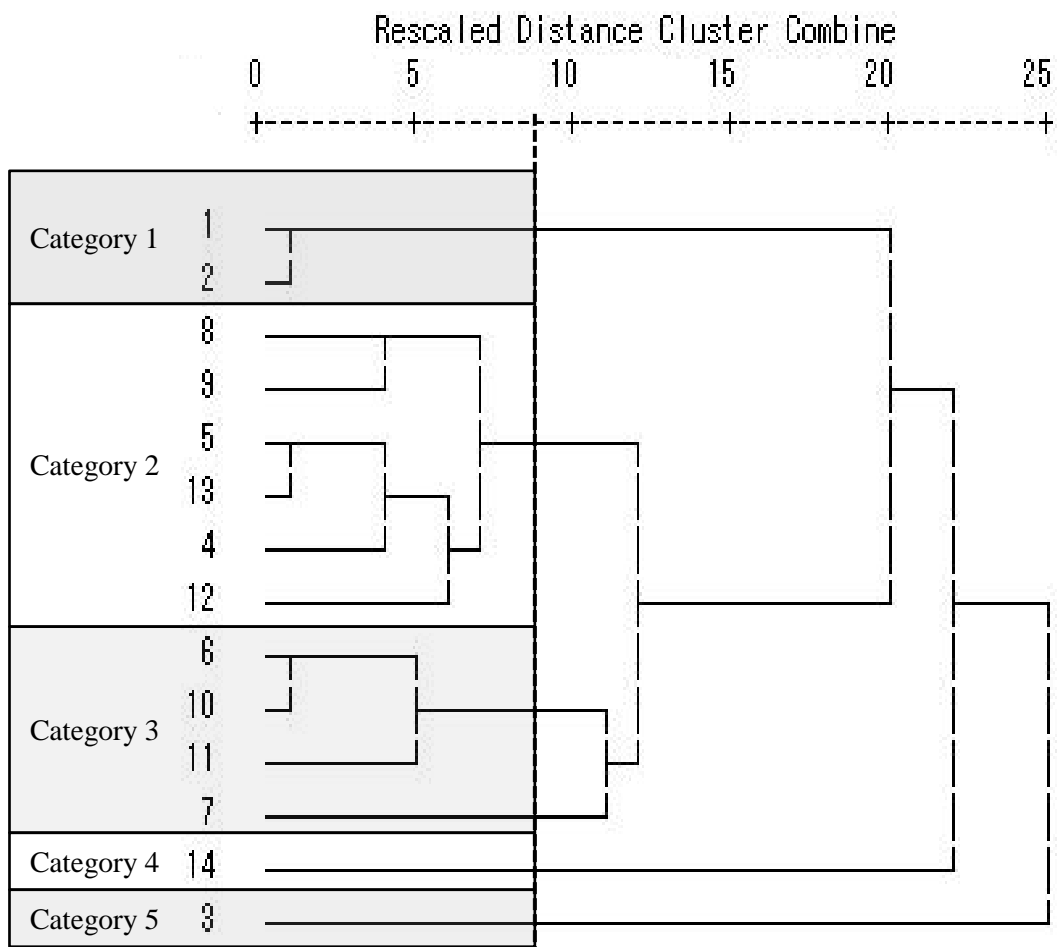 Rescaled Distance Cluster Combine
0 5 10 15 20 25
Category 1
1
2
Category 2
8
9
5
13
4
12
Category 3
6
10
11
7
Category 4 14
Category 5 3